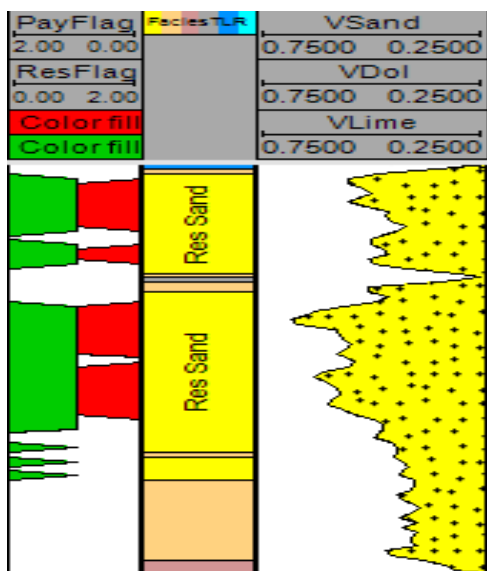 PayFlag
2.00 0.00
ResFlag
0.00 2.00
Color fill
Color fill
Facies TLR
VSand
0.7500 0.2500
VDol
0.7500 0.2500
VLime
0.7500 0.2500
Res Sand
Res Sand